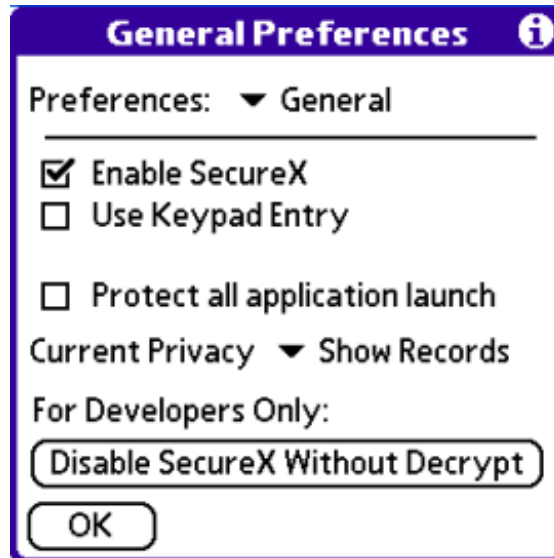 General Preferences
Preferences: General
Enable SecureX
Use Keypad Entry
Protect all application launch
Current Privacy Show Records
For Developers Only:
Disable SecureX Without Decrypt
OK